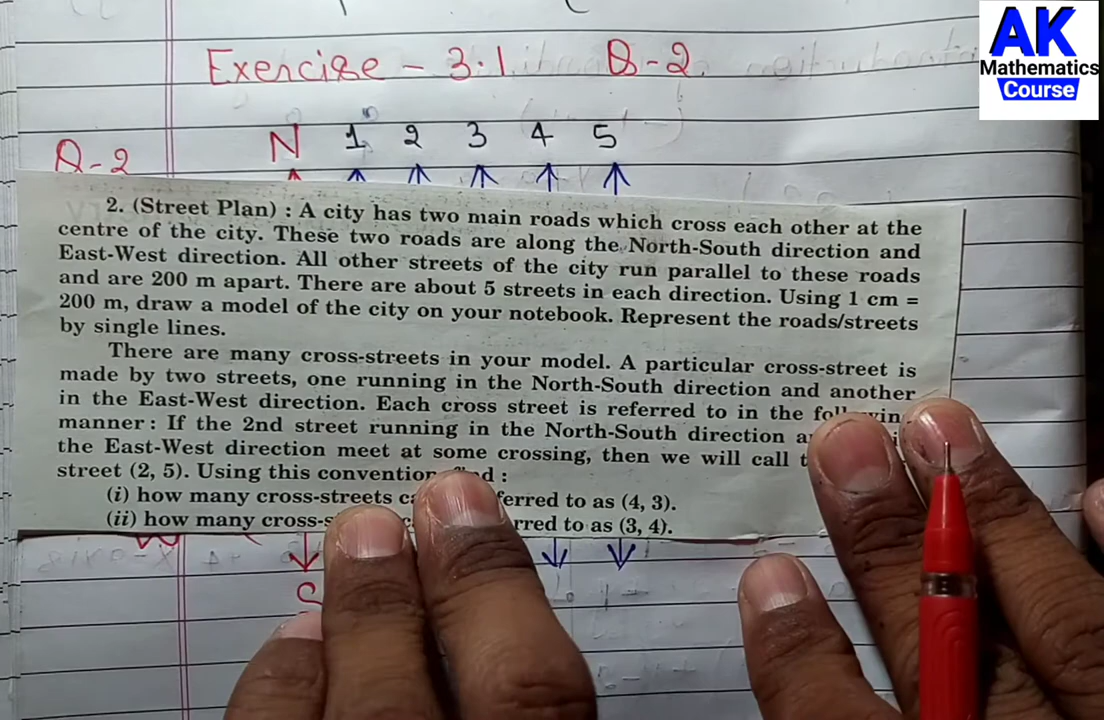 AK
Mathematics
Course
Exercise - 3.1 Q-2.
N 1 2 3 4 5
Q-2
2. (Street Plan) : A city has two main roads which cross each other at the
centre of the city. These two roads are along the North-South direction and
East-West direction. All other streets of the city run parallel to these roads
and are 200 m apart. There are about 5 streets in each direction. Using 1 cm =
200 m, draw a model of the city on your notebook. Represent the roads/streets
by single lines.
There are many cross-streets in your model. A particular cross-street is
made by two streets, one running in the North-South direction and another
in the East-West direction. Each cross street is referred to in the
manner : If the 2nd street running in the North-South direction
the East-West direction meet at some crossing, then we will call
street (2, 5). Using this convention :
(i) how many cross-streets referred to as (4, 3).
(ii) how many to as (3, 4).
S